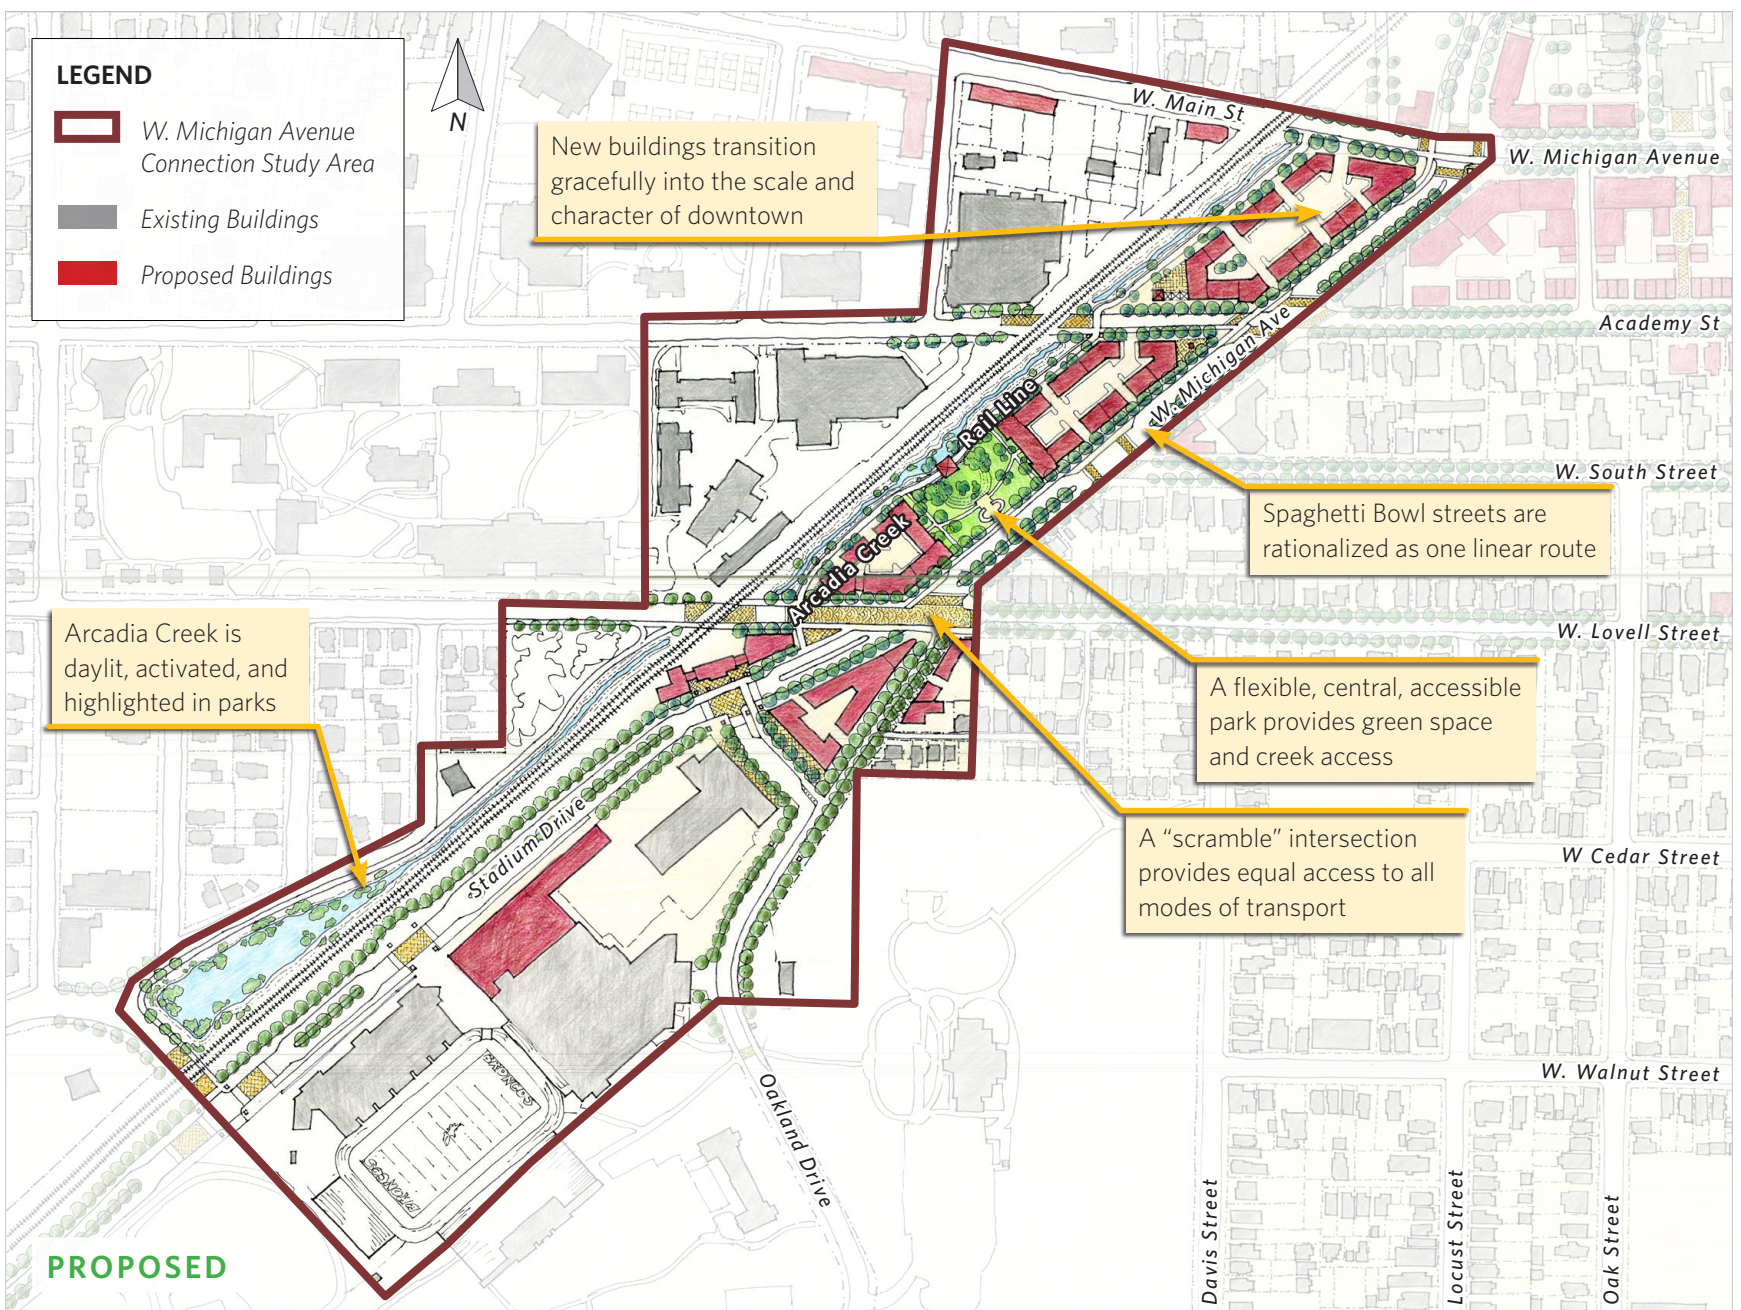 LEGEND
W. Michigan Avenue
Connection Study Area
Existing Buildings
Proposed Buildings
N
New buildings transition
gracefully into the scale and
character of downtown
W. Main St
W. Michigan Avenue
Academy St
W. Michigan Ave
Rail Line
W. South Street
Spaghetti Bowl streets are
rationalized as one linear route
Arcadia Creek
Arcadia Creek is
daylit, activated, and
highlighted in parks
W. Lovell Street
A flexible, central, accessible
park provides green space
and creek access
A “scramble” intersection
provides equal access to all
modes of transport
Stadium Drive
W Cedar Street
W. Walnut Street
BRONCOS
BRONCOS
Oakland Drive
Davis Street
Locust Street
Oak Street
PROPOSED